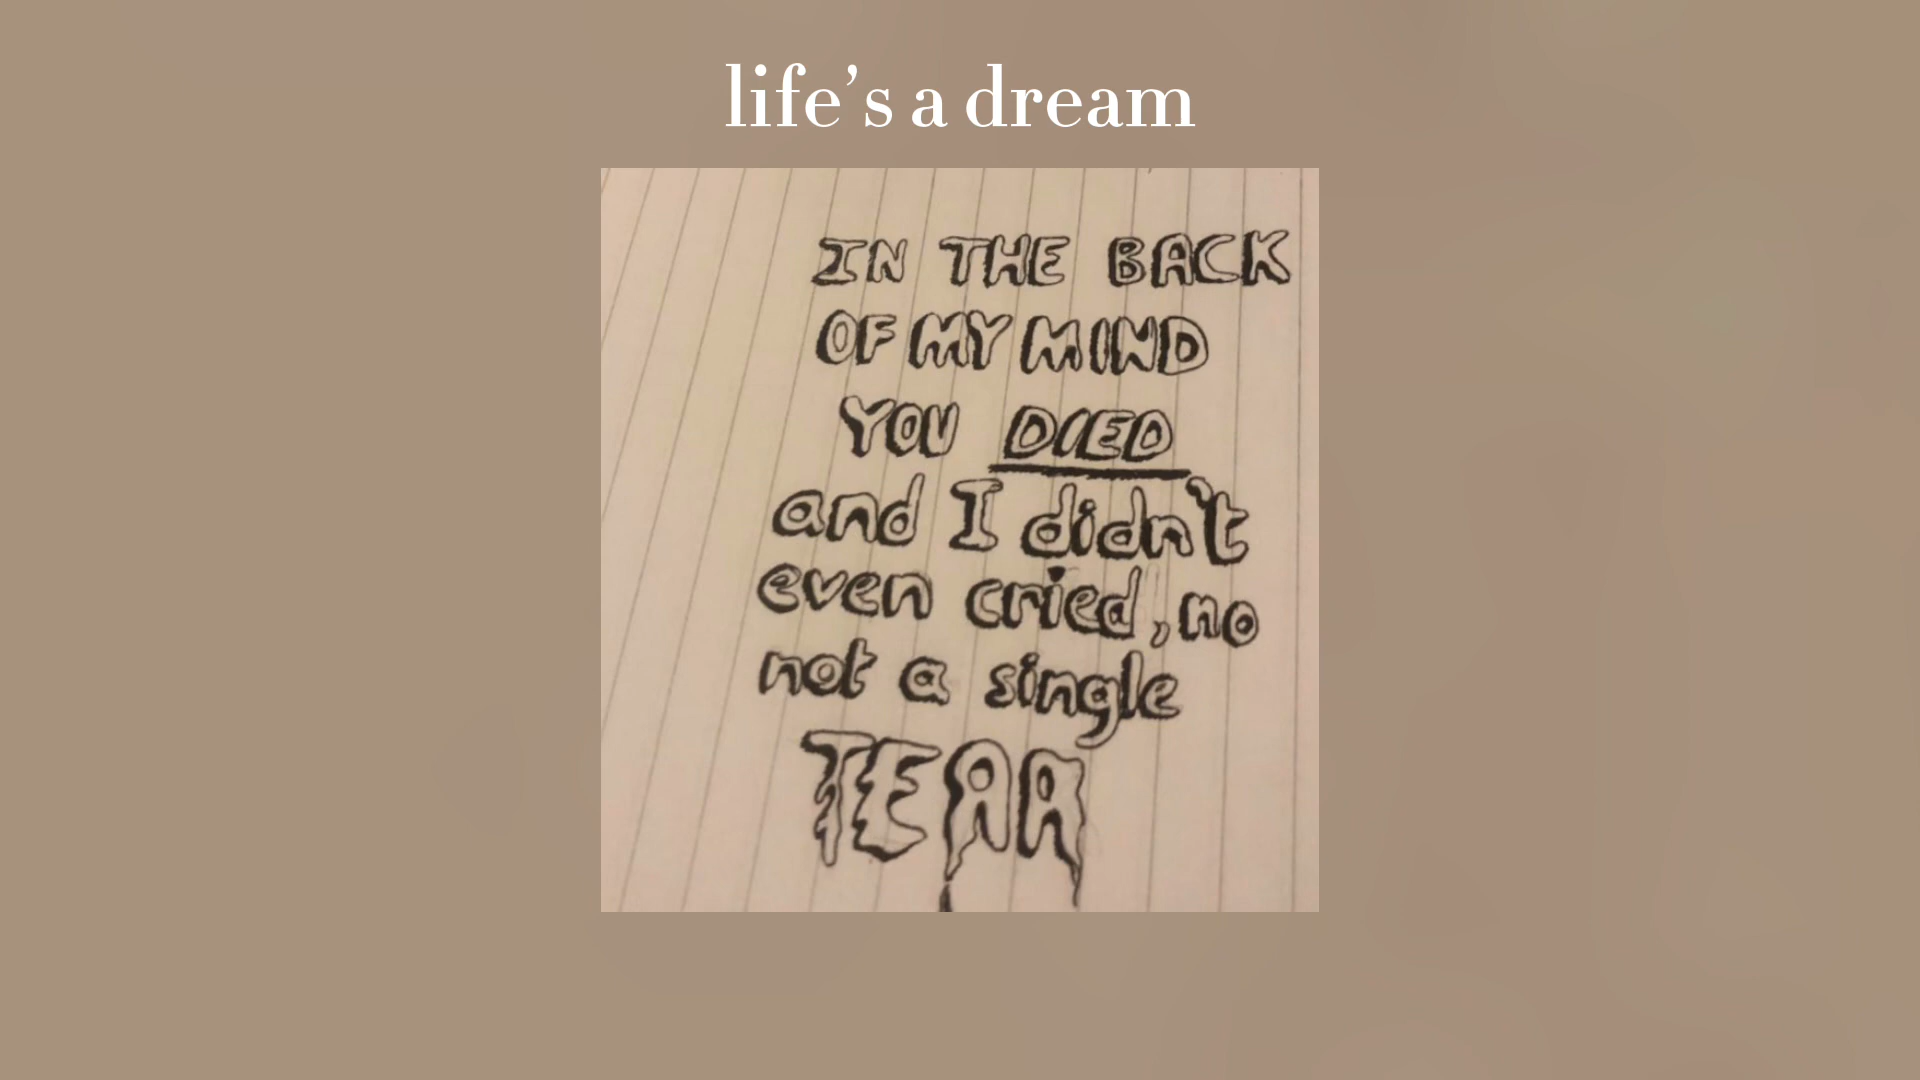 life’s a dream
IN THE BACK
OF MY MIND
YOU DIED
and I didn't
even cried, no
not a single
TEAR